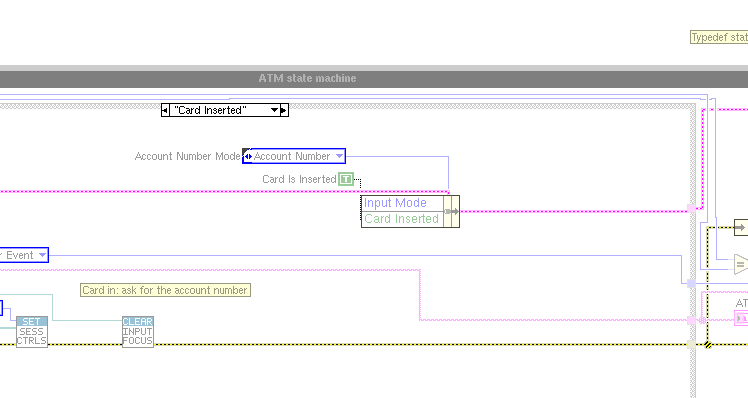 Typedef stat
ATM state machine
"Card Inserted"
Account Number Mode
Account Number
Card Is Inserted
T
Input Mode
Card Inserted
r Event
Card in: ask for the account number
=
AT
SET
SESS
CTRLS
CLEAR
INPUT
FOCUS